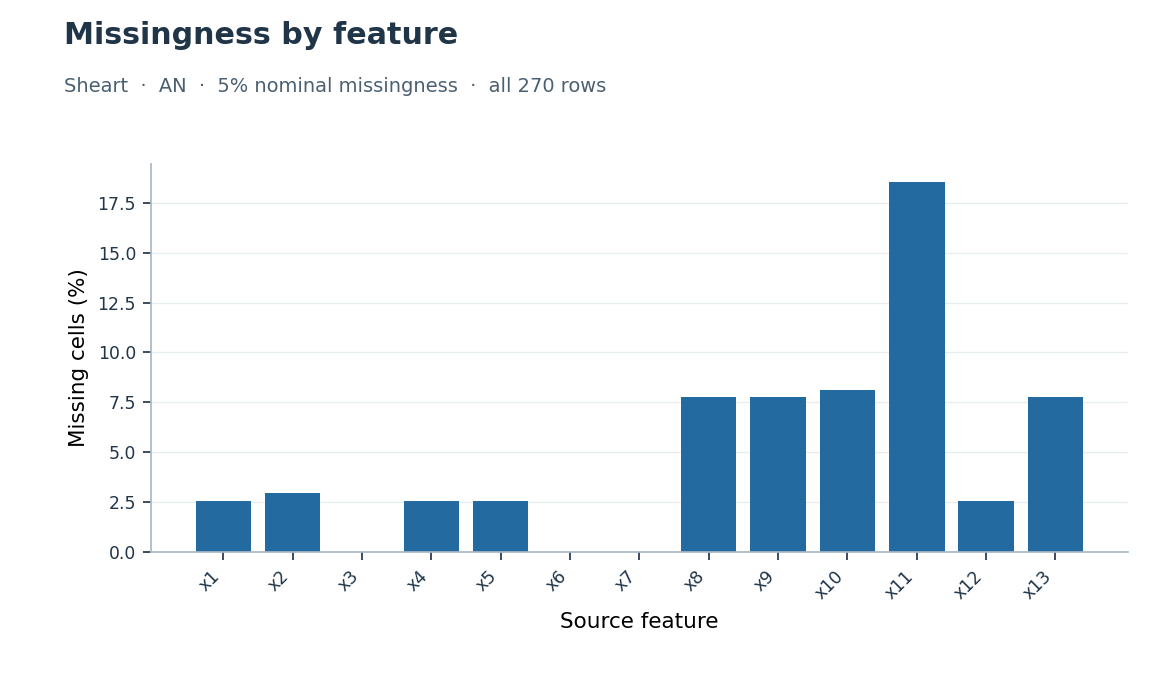 Missingness by feature
Sheart · AN · 5% nominal missingness · all 270 rows
Missing cells (%)
17.5
15.0
12.5
10.0
7.5
5.0
2.5
0.0
x1 x2 x3 x4 x5 x6 x7 x8 x9 x10 x11 x12 x13
Source feature